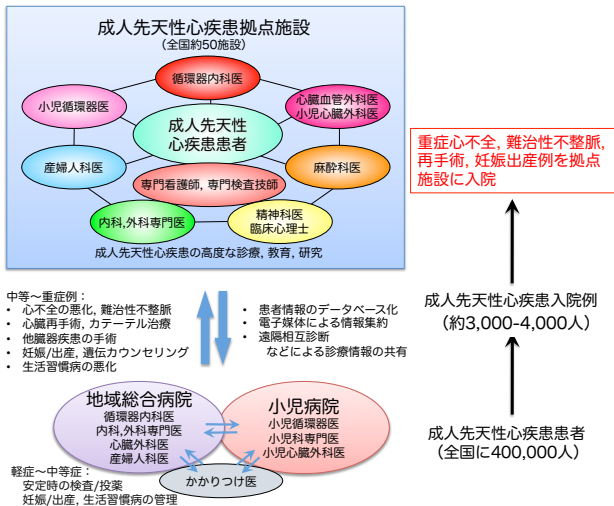 成人先天性心疾患拠点施設
(全国約50施設)
循環器内科医
小児循環器医
心臓血管外科医
小児心臓外科医
成人先天性
心疾患患者
産婦人科医
麻酔科医
専門看護師, 専門検査技師
内科,外科専門医
精神科医
臨床心理士
成人先天性心疾患の高度な診療, 教育, 研究
重症心不全, 難治性不整脈,
再手術, 妊娠出産例を拠点
施設に入院
中等〜重症例：
• 心不全の悪化, 難治性不整脈
• 心臓再手術, カテーテル治療
• 他臓器疾患の手術
• 妊娠/出産, 遺伝カウンセリング
• 生活習慣病の悪化
• 患者情報のデータベース化
• 電子媒体による情報集約
• 遠隔相互診断
などによる診療情報の共有
成人先天性心疾患入院例
（約3,000-4,000人）
地域総合病院
循環器内科医
内科,外科専門医
心臓外科医
産婦人科医
小児病院
小児循環器医
小児科専門医
小児心臓外科医
成人先天性心疾患患者
（全国に400,000人）
かかりつけ医
軽症〜中等症：
安定時の検査/投薬
妊娠/出産, 生活習慣病の管理